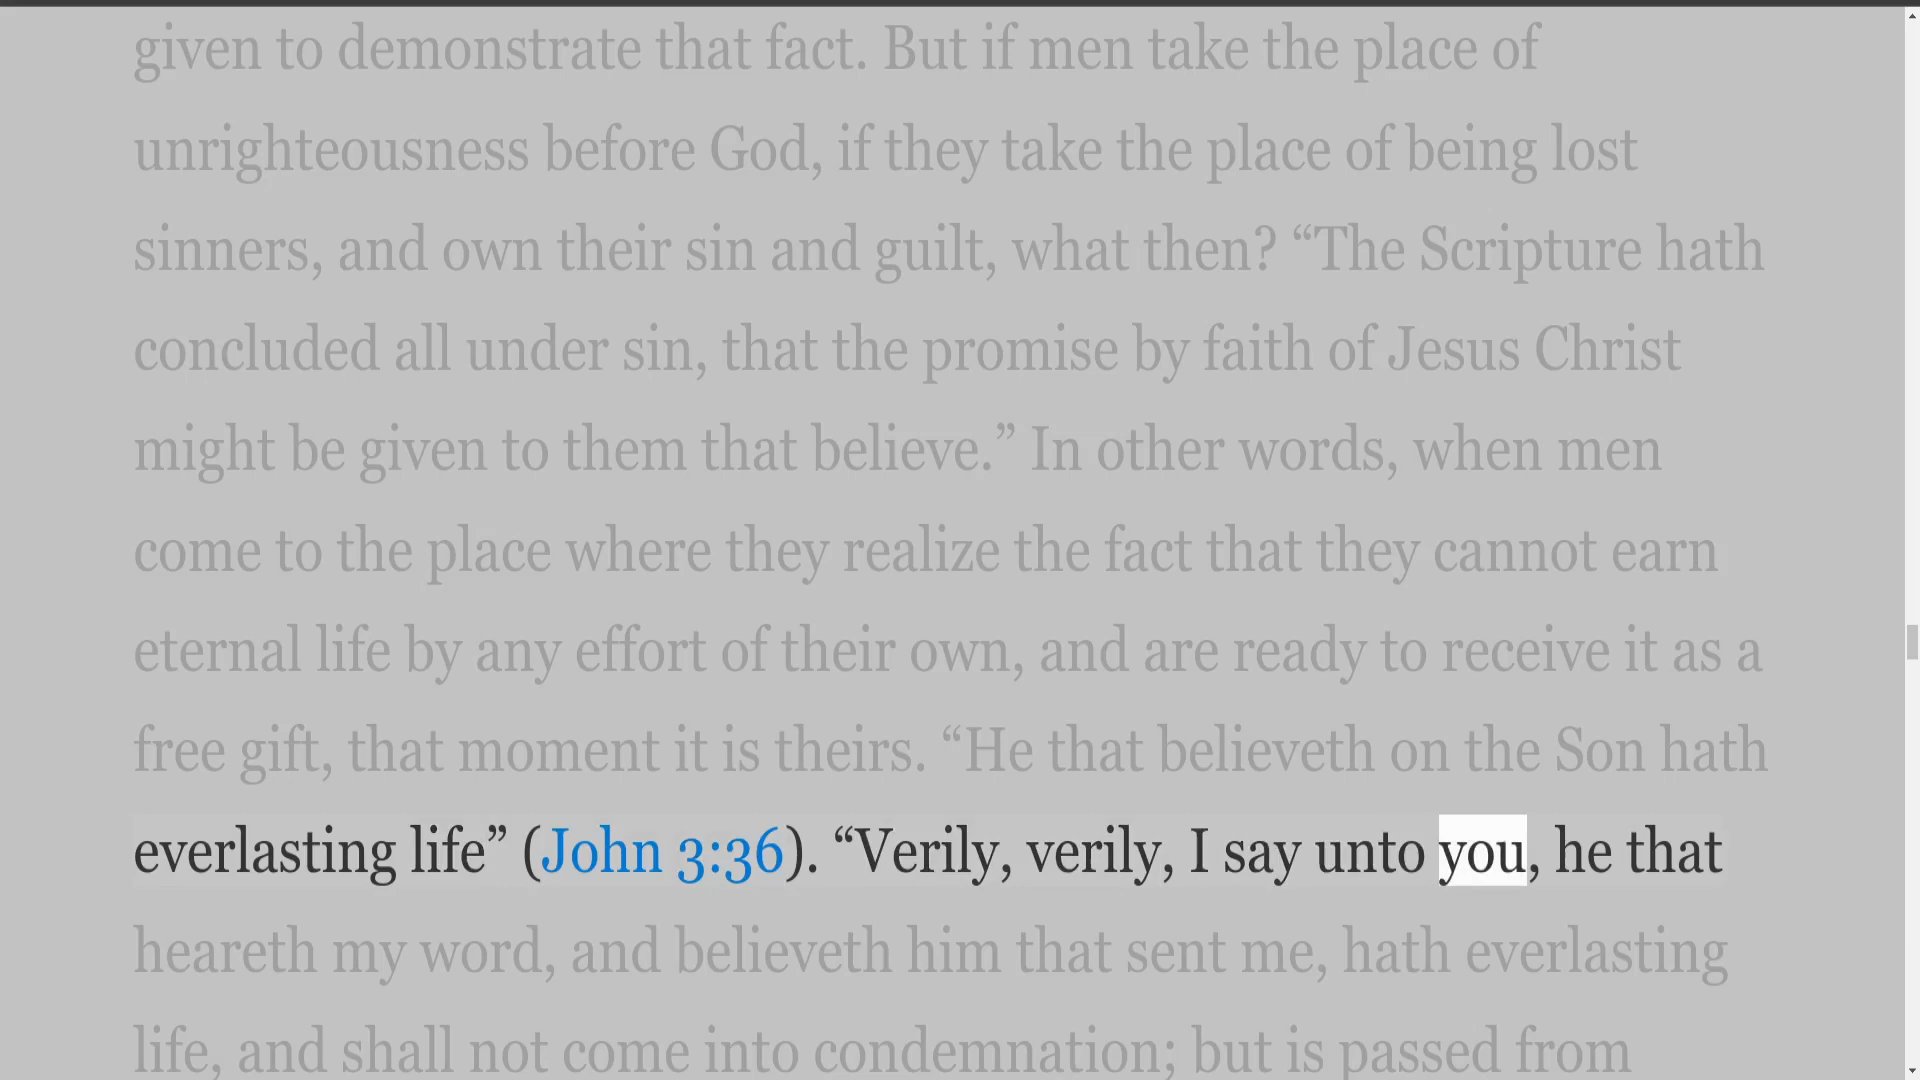 given to demonstrate that fact. But if men take the place of
unrighteousness before God, if they take the place of being lost
sinners, and own their sin and guilt, what then? “The Scripture hath
concluded all under sin, that the promise by faith of Jesus Christ
might be given to them that believe.” In other words, when men
come to the place where they realize the fact that they cannot earn
eternal life by any effort of their own, and are ready to receive it as a
free gift, that moment it is theirs. “He that believeth on the Son hath
everlasting life” (John 3:36). “Verily, verily, I say unto you, he that
heareth my word, and believeth him that sent me, hath everlasting
life, and shall not come into condemnation; but is passed from